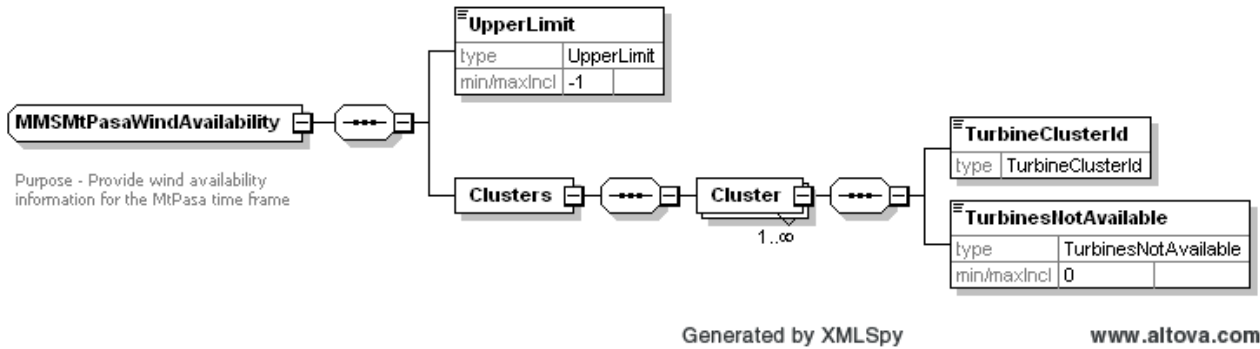 UpperLimit
type UpperLimit
min/maxIncl -1
MMSMtPasaWindAvailability
Purpose - Provide wind availability
information for the MtPasa time frame
Clusters
Cluster
1..∞
TurbineClusterId
type TurbineClusterId
TurbinesNotAvailable
type TurbinesNotAvailable
min/maxIncl 0
Generated by XMLSpy www.altova.com